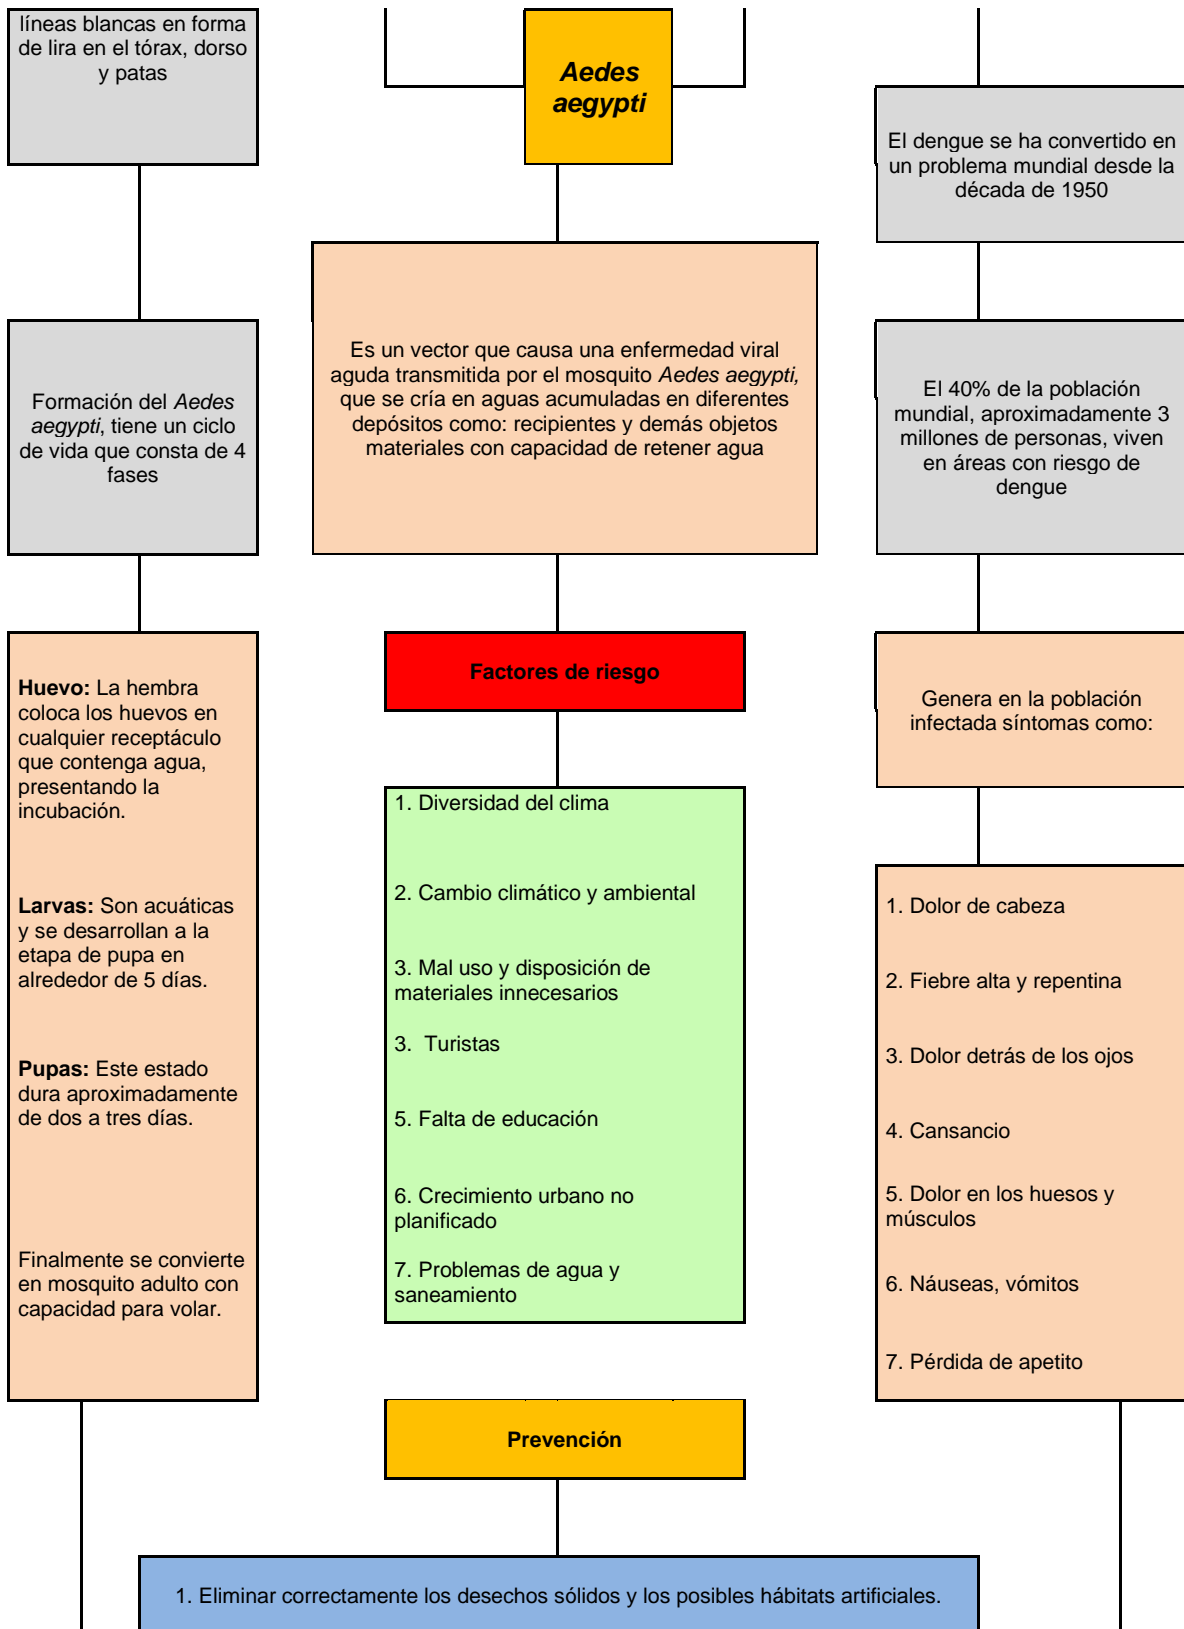 líneas blancas en forma
de lira en el tórax, dorso
y patas
Aedes
aegypti
El dengue se ha convertido en
un problema mundial desde la
década de 1950
Formación del Aedes
aegypti, tiene un ciclo
de vida que consta de 4
fases
Es un vector que causa una enfermedad viral
aguda transmitida por el mosquito Aedes aegypti,
que se cría en aguas acumuladas en diferentes
depósitos como: recipientes y demás objetos
materiales con capacidad de retener agua
El 40% de la población
mundial, aproximadamente 3
millones de personas, viven
en áreas con riesgo de
dengue
Huevo: La hembra
coloca los huevos en
cualquier receptáculo
que contenga agua,
presentando la
incubación.
Larvas: Son acuáticas
y se desarrollan a la
etapa de pupa en
alrededor de 5 días.
Pupas: Este estado
dura aproximadamente
de dos a tres días.
Finalmente se convierte
en mosquito adulto con
capacidad para volar.
Factores de riesgo
1. Diversidad del clima
2. Cambio climático y ambiental
3. Mal uso y disposición de
materiales innecesarios
3. Turistas
5. Falta de educación
6. Crecimiento urbano no
planificado
7. Problemas de agua y
saneamiento
Genera en la población
infectada síntomas como:
1. Dolor de cabeza
2. Fiebre alta y repentina
3. Dolor detrás de los ojos
4. Cansancio
5. Dolor en los huesos y
músculos
6. Náuseas, vómitos
7. Pérdida de apetito
Prevención
1. Eliminar correctamente los desechos sólidos y los posibles hábitats artificiales.